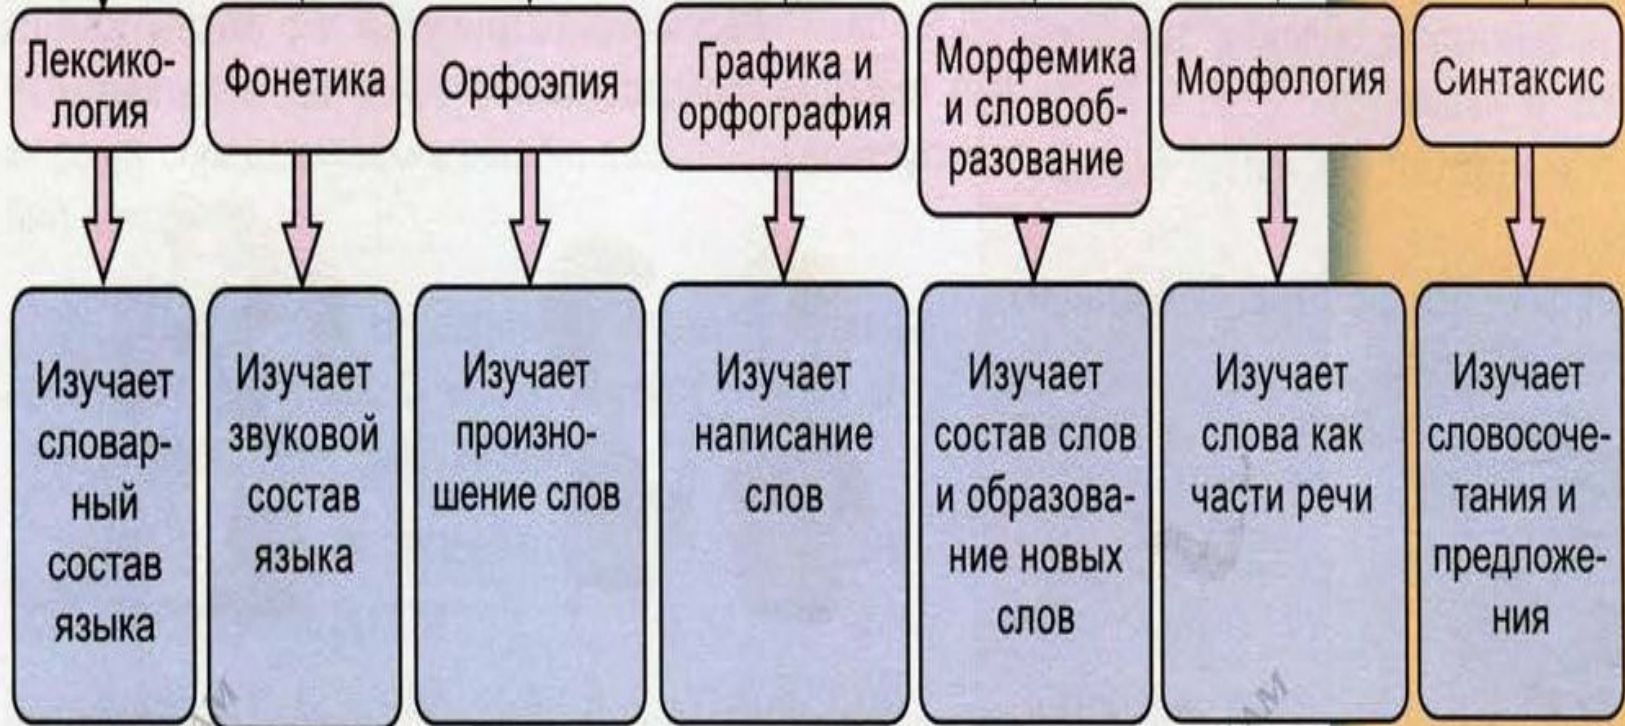 Лексико-
логия
Фонетика
Орфоэпия
Графика и
орфография
Морфемика
и словооб-
разование
Морфология
Синтаксис
Изучает
словар-
ный
состав
языка
Изучает
звуковой
состав
языка
Изучает
произно-
шение слов
Изучает
написание
слов
Изучает
состав слов
и образова-
ние новых
слов
Изучает
слова как
части речи
Изучает
словосоче-
тания и
предложе-
ния